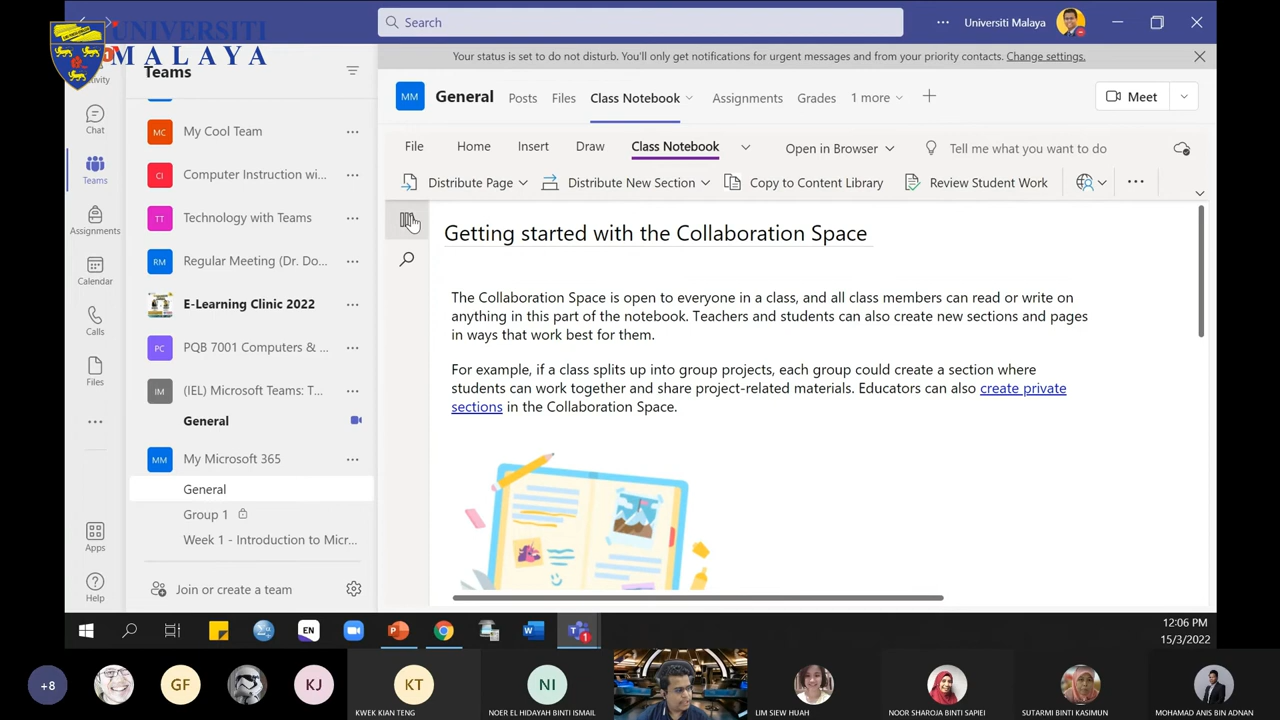 UNIVERSITI
MALAYA
Search
Universiti Malaya
Your status is set to do not disturb. You'll only get notifications for urgent messages and from your priority contacts. Change settings.
Teams
MM
General
Posts
Files
Class Notebook
Assignments
Grades
1 more
Meet
Chat
Teams
Assignments
Calendar
Calls
Files
Apps
Help
MC
My Cool Team
CI
Computer Instruction wi...
TT
Technology with Teams
RM
Regular Meeting (Dr. Do...
E-Learning Clinic 2022
PC
PQB 7001 Computers & ...
IM
(IEL) Microsoft Teams: T...
General
MM
My Microsoft 365
General
Group 1
Week 1 - Introduction to Micr...
Join or create a team
File
Home
Insert
Draw
Class Notebook
Open in Browser
Tell me what you want to do
Distribute Page
Distribute New Section
Copy to Content Library
Review Student Work
Getting started with the Collaboration Space
The Collaboration Space is open to everyone in a class, and all class members can read or write on
anything in this part of the notebook. Teachers and students can also create new sections and pages
in ways that work best for them.
For example, if a class splits up into group projects, each group could create a section where
students can work together and share project-related materials. Educators can also create private
sections in the Collaboration Space.
EN
1
12:06 PM
15/3/2022
+8
GF
KJ
KT
NI
KWEK KIAN TENG
NOER EL HIDAYAH BINTI ISMAIL
LIM SIEW HUAH
NOOR SHAROJA BINTI SAPIEI
SUTARMI BINTI KASIMUN
MOHAMAD ANIS BIN ADNAN